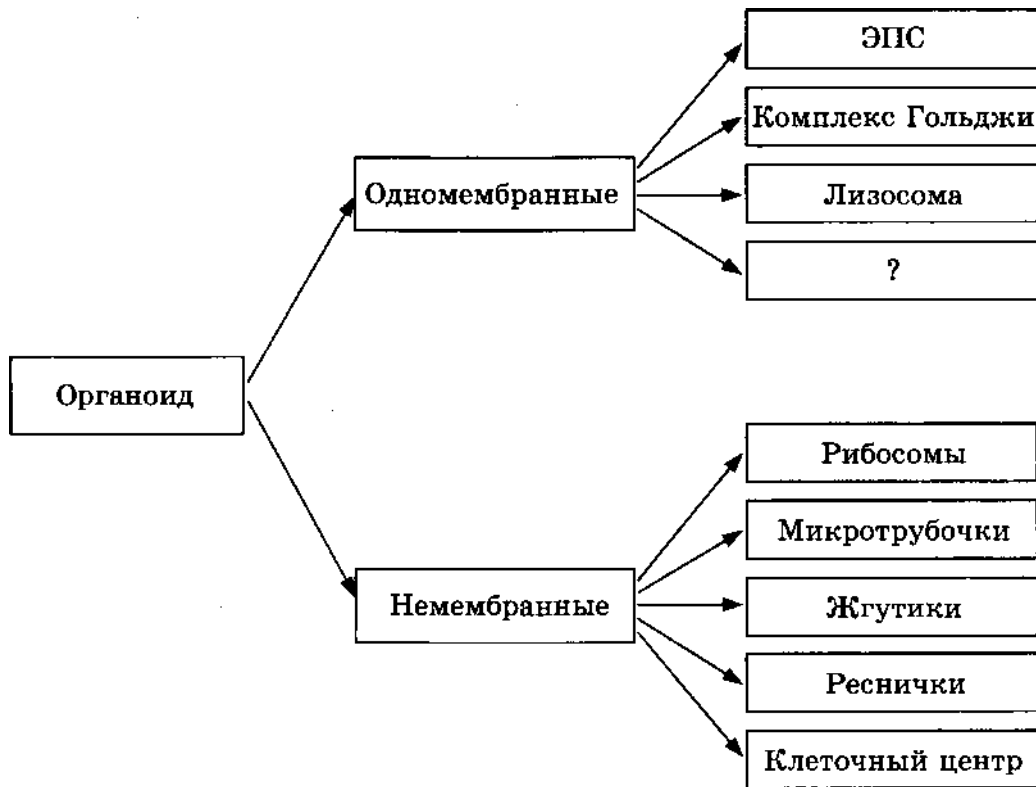 ЭПС
Комплекс Гольджи
Одномембранные
Лизосома
?
Органоид
Рибосомы
Микротрубочки
Немембранные
Жгутики
Реснички
Клеточный центр